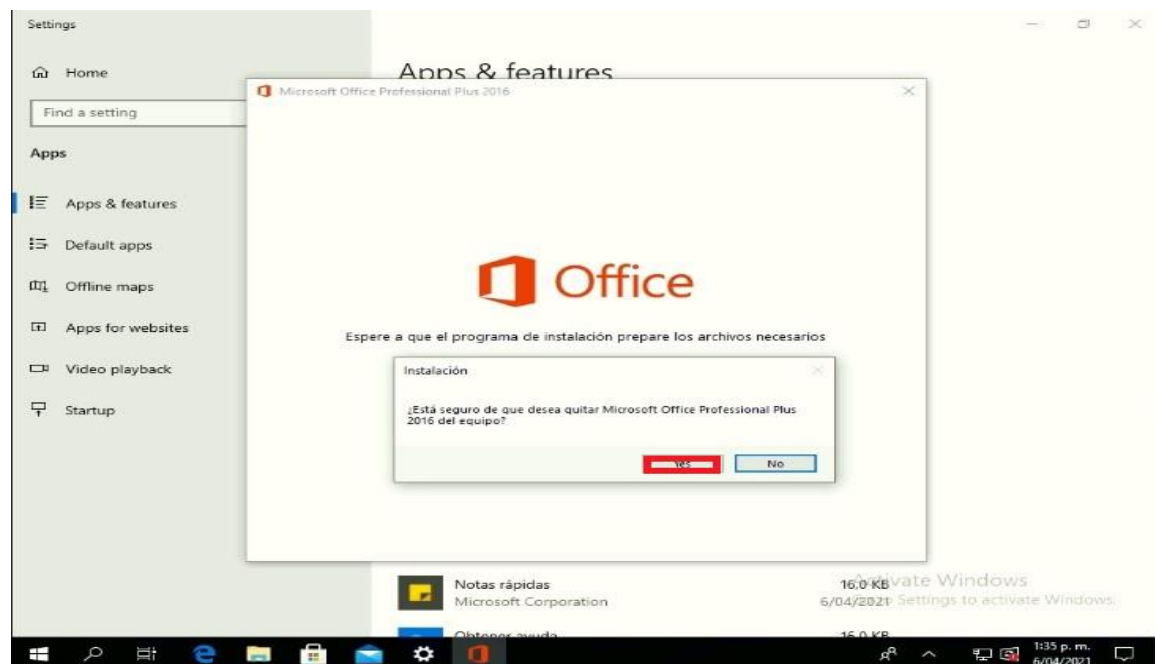 Settings
Home
Find a setting
Apps
Apps & features
Default apps
Offline maps
Apps for websites
Video playback
Startup
Apps & features
Microsoft Office Professional Plus 2016
Office
Espere a que el programa de instalación prepare los archivos necesarios
Instalación
¿Está seguro de que desea quitar Microsoft Office Professional Plus
2016 del equipo?
Yes
No
Notas rápidas
16,0 KB
Microsoft Corporation
6/04/2021
Activate Windows
Settings to activate Windows.
Obtener ayuda
16,0 KB
1:35 p. m.
6/04/2021